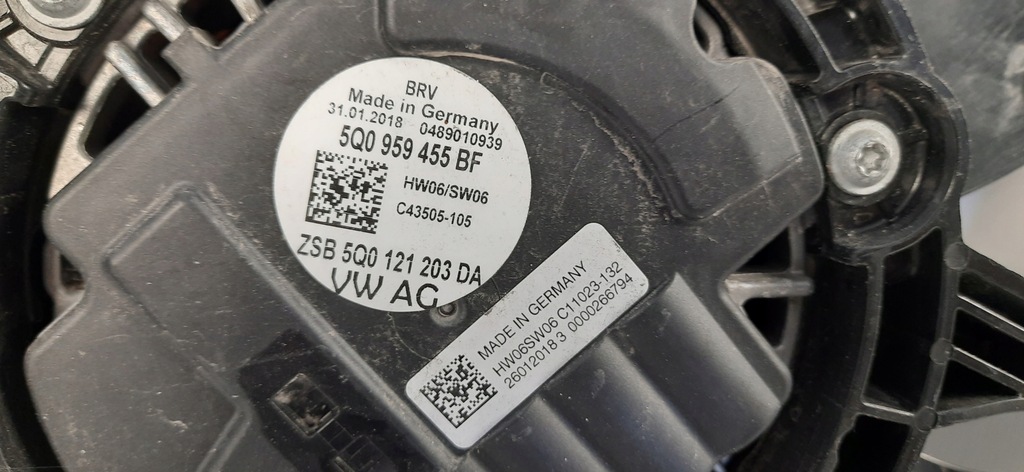 BRV
Made in Germany
31.01.2018 0489010939
5Q0 959 455 BF
HW06/SW06
C43505-105
ZSB 5Q0 121 203 DA
VW AG
MADE IN GERMANY
HW06SW06 C11023-132
26012018 3 0000266794